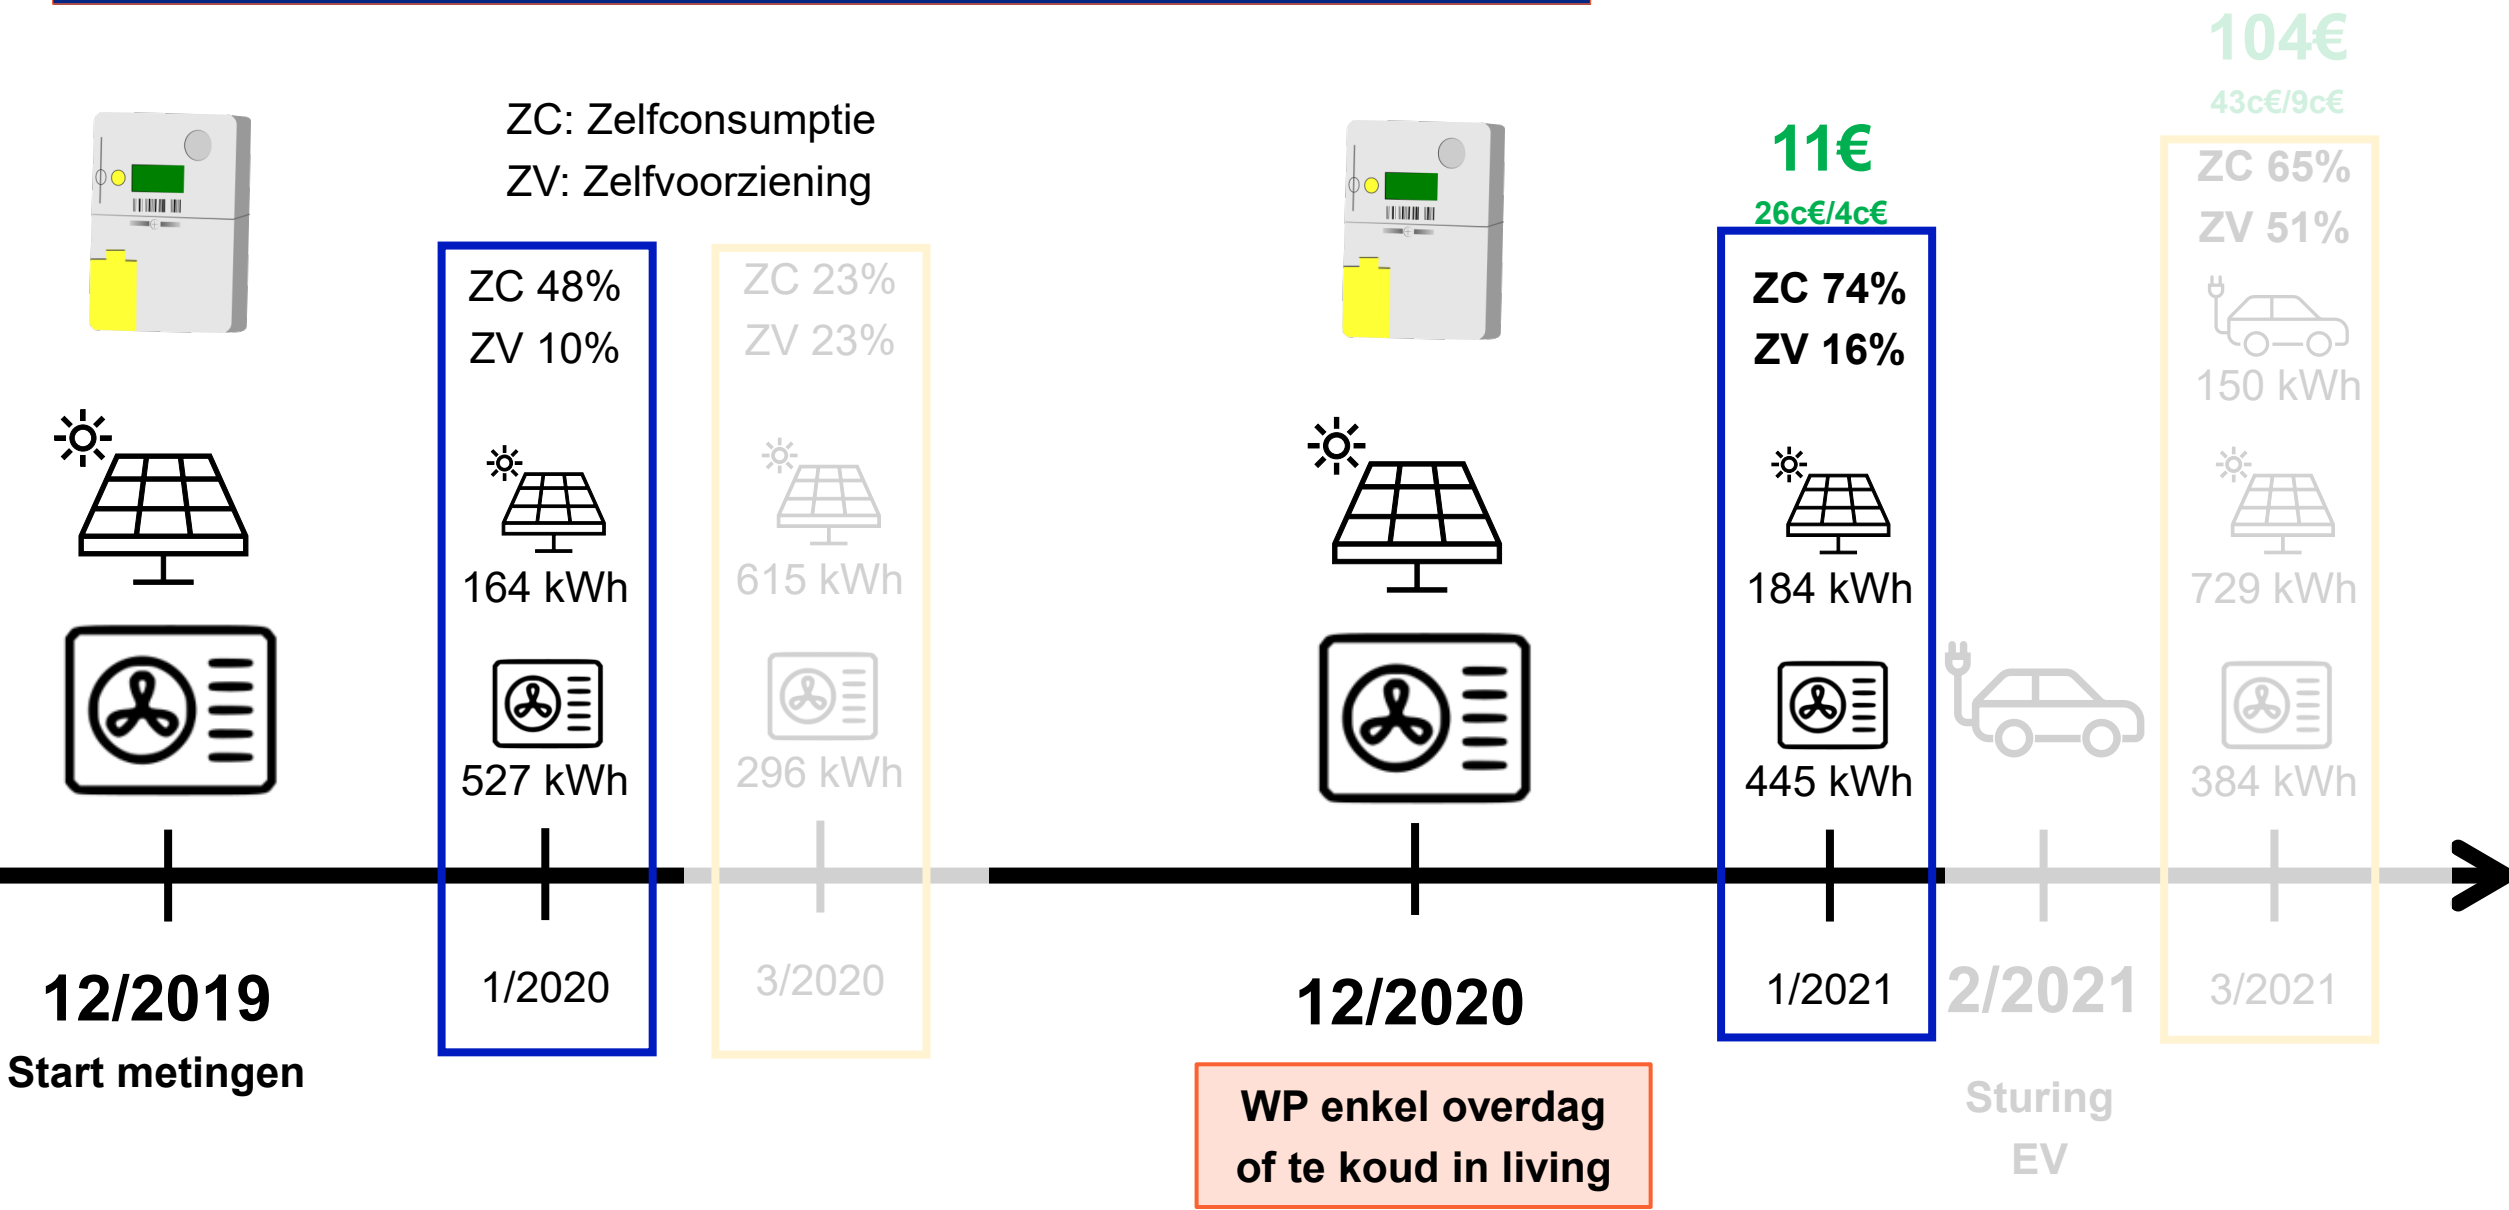 ZC: Zelfconsumptie
ZV: Zelfvoorziening
ZC 48%
ZV 10%
164 kWh
527 kWh
1/2020
ZC 23%
ZV 23%
615 kWh
296 kWh
3/2020
12/2019
Start metingen
12/2020
WP enkel overdag
of te koud in living
11€
26c€/4c€
ZC 74%
ZV 16%
184 kWh
445 kWh
1/2021
2/2021
Sturing
EV
104€
43c€/9c€
ZC 65%
ZV 51%
150 kWh
729 kWh
384 kWh
3/2021